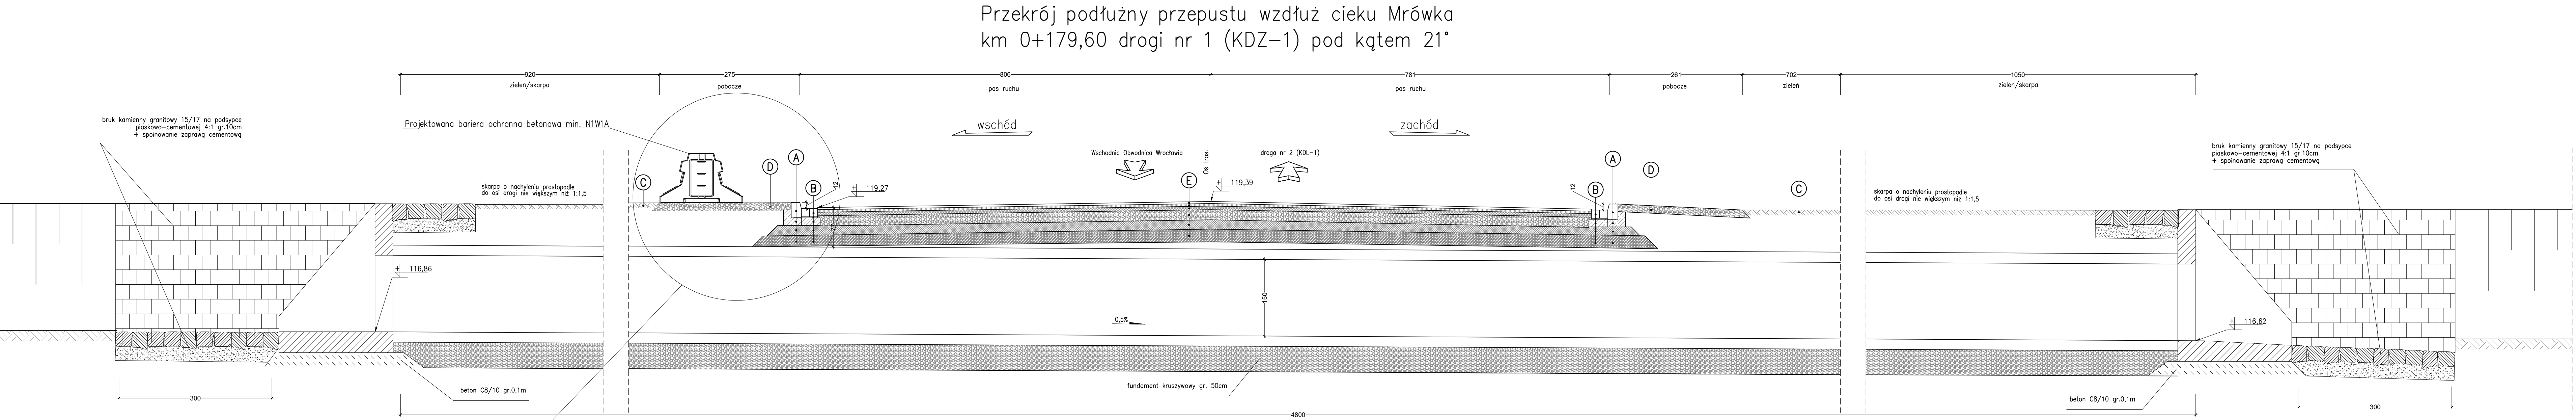 Przekrój podłużny przepustu wzdłuż cieku Mrówka
km 0+179,60 drogi nr 1 (KDZ-1) pod kątem 21°
920
275
806
781
261
702
1050
zieleń/skarpa
pobocze
pas ruchu
pas ruchu
pobocze
zieleń
zieleń/skarpa
bruk kamienny granitowy 15/17 na podsypce
piaskowo-cementowej 4:1 gr.10cm
+ spoinowanie zaprawą cementową
Projektowana bariera ochronna betonowa min. N1W1A
wschód
zachód
Wschodnia Obwodnica Wrocławia
Oś tras.
droga nr 2 (KDL-1)
bruk kamienny granitowy 15/17 na podsypce
piaskowo-cementowej 4:1 gr.10cm
+ spoinowanie zaprawą cementową
skarpa o nachyleniu prostopadle
do osi drogi nie większym niż 1:1,5
C
D
A
B
12
119,27
E
119,39
12
B
A
D
C
skarpa o nachyleniu prostopadle
do osi drogi nie większym niż 1:1,5
116,86
150
0,5%
116,62
beton C8/10 gr.0,1m
fundament kruszywowy gr. 50cm
beton C8/10 gr.0,1m
300
4800
300